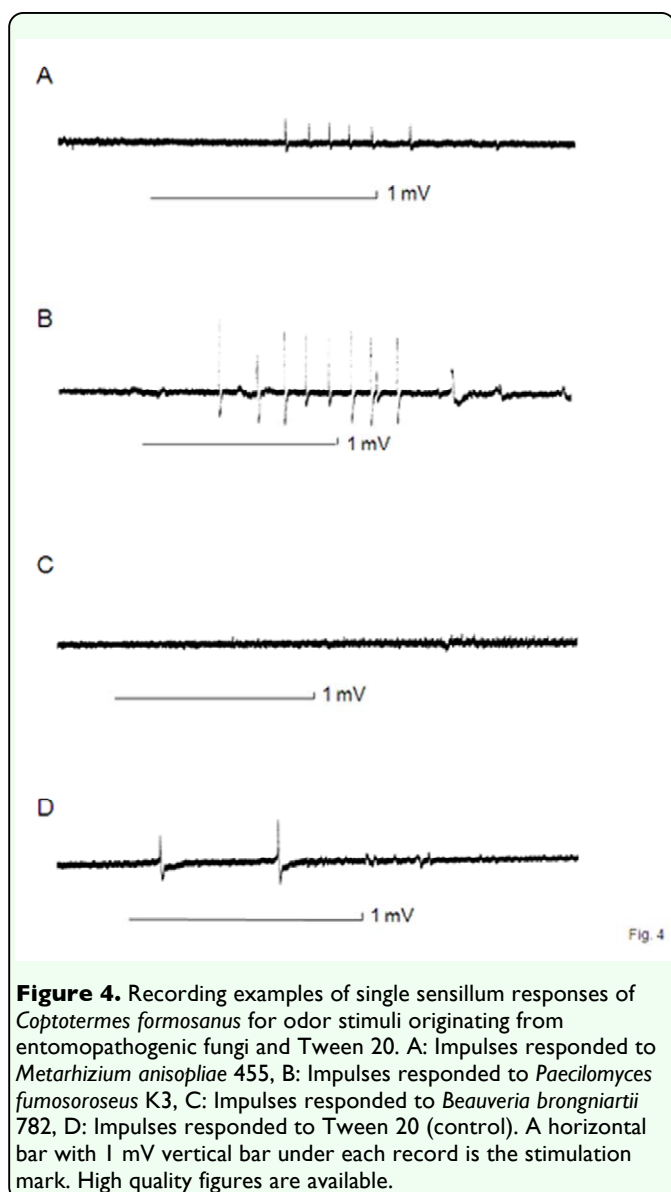 A
1 mV
B
1 mV
C
1 mV
D
1 mV
Fig. 4
Figure 4. Recording examples of single sensillum responses of
Coptotermes formosanus for odor stimuli originating from
entomopathogenic fungi and Tween 20. A: Impulses responded to
Metarhizium anisopliae 455, B: Impulses responded to Paecilomyces
fumosoroseus K3, C: Impulses responded to Beauveria brongniartii
782, D: Impulses responded to Tween 20 (control). A horizontal
bar with 1 mV vertical bar under each record is the stimulation
mark. High quality figures are available.